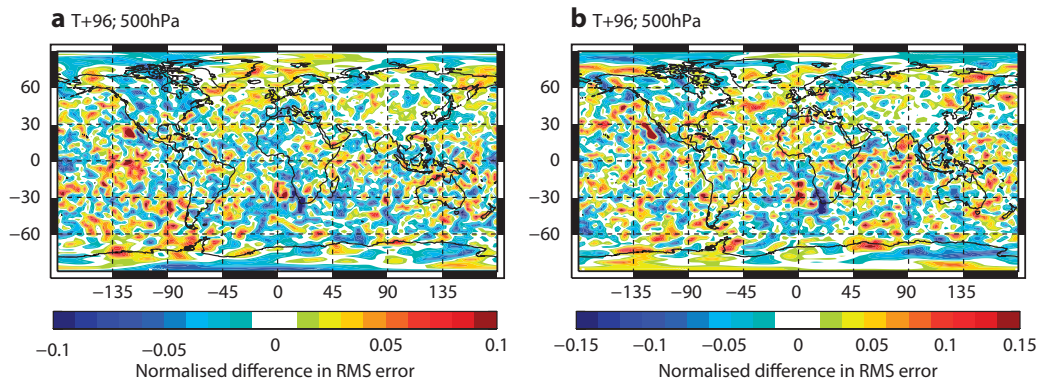 a T+96; 500hPa
60
30
0
−30
−60
−135 −90 −45 0 45 90 135
−0.1 −0.05 0 0.05 0.1
Normalised difference in RMS error
b T+96; 500hPa
60
30
0
−30
−60
−135 −90 −45 0 45 90 135
−0.15 −0.1 −0.05 0 0.05 0.1 0.15
Normalised difference in RMS error